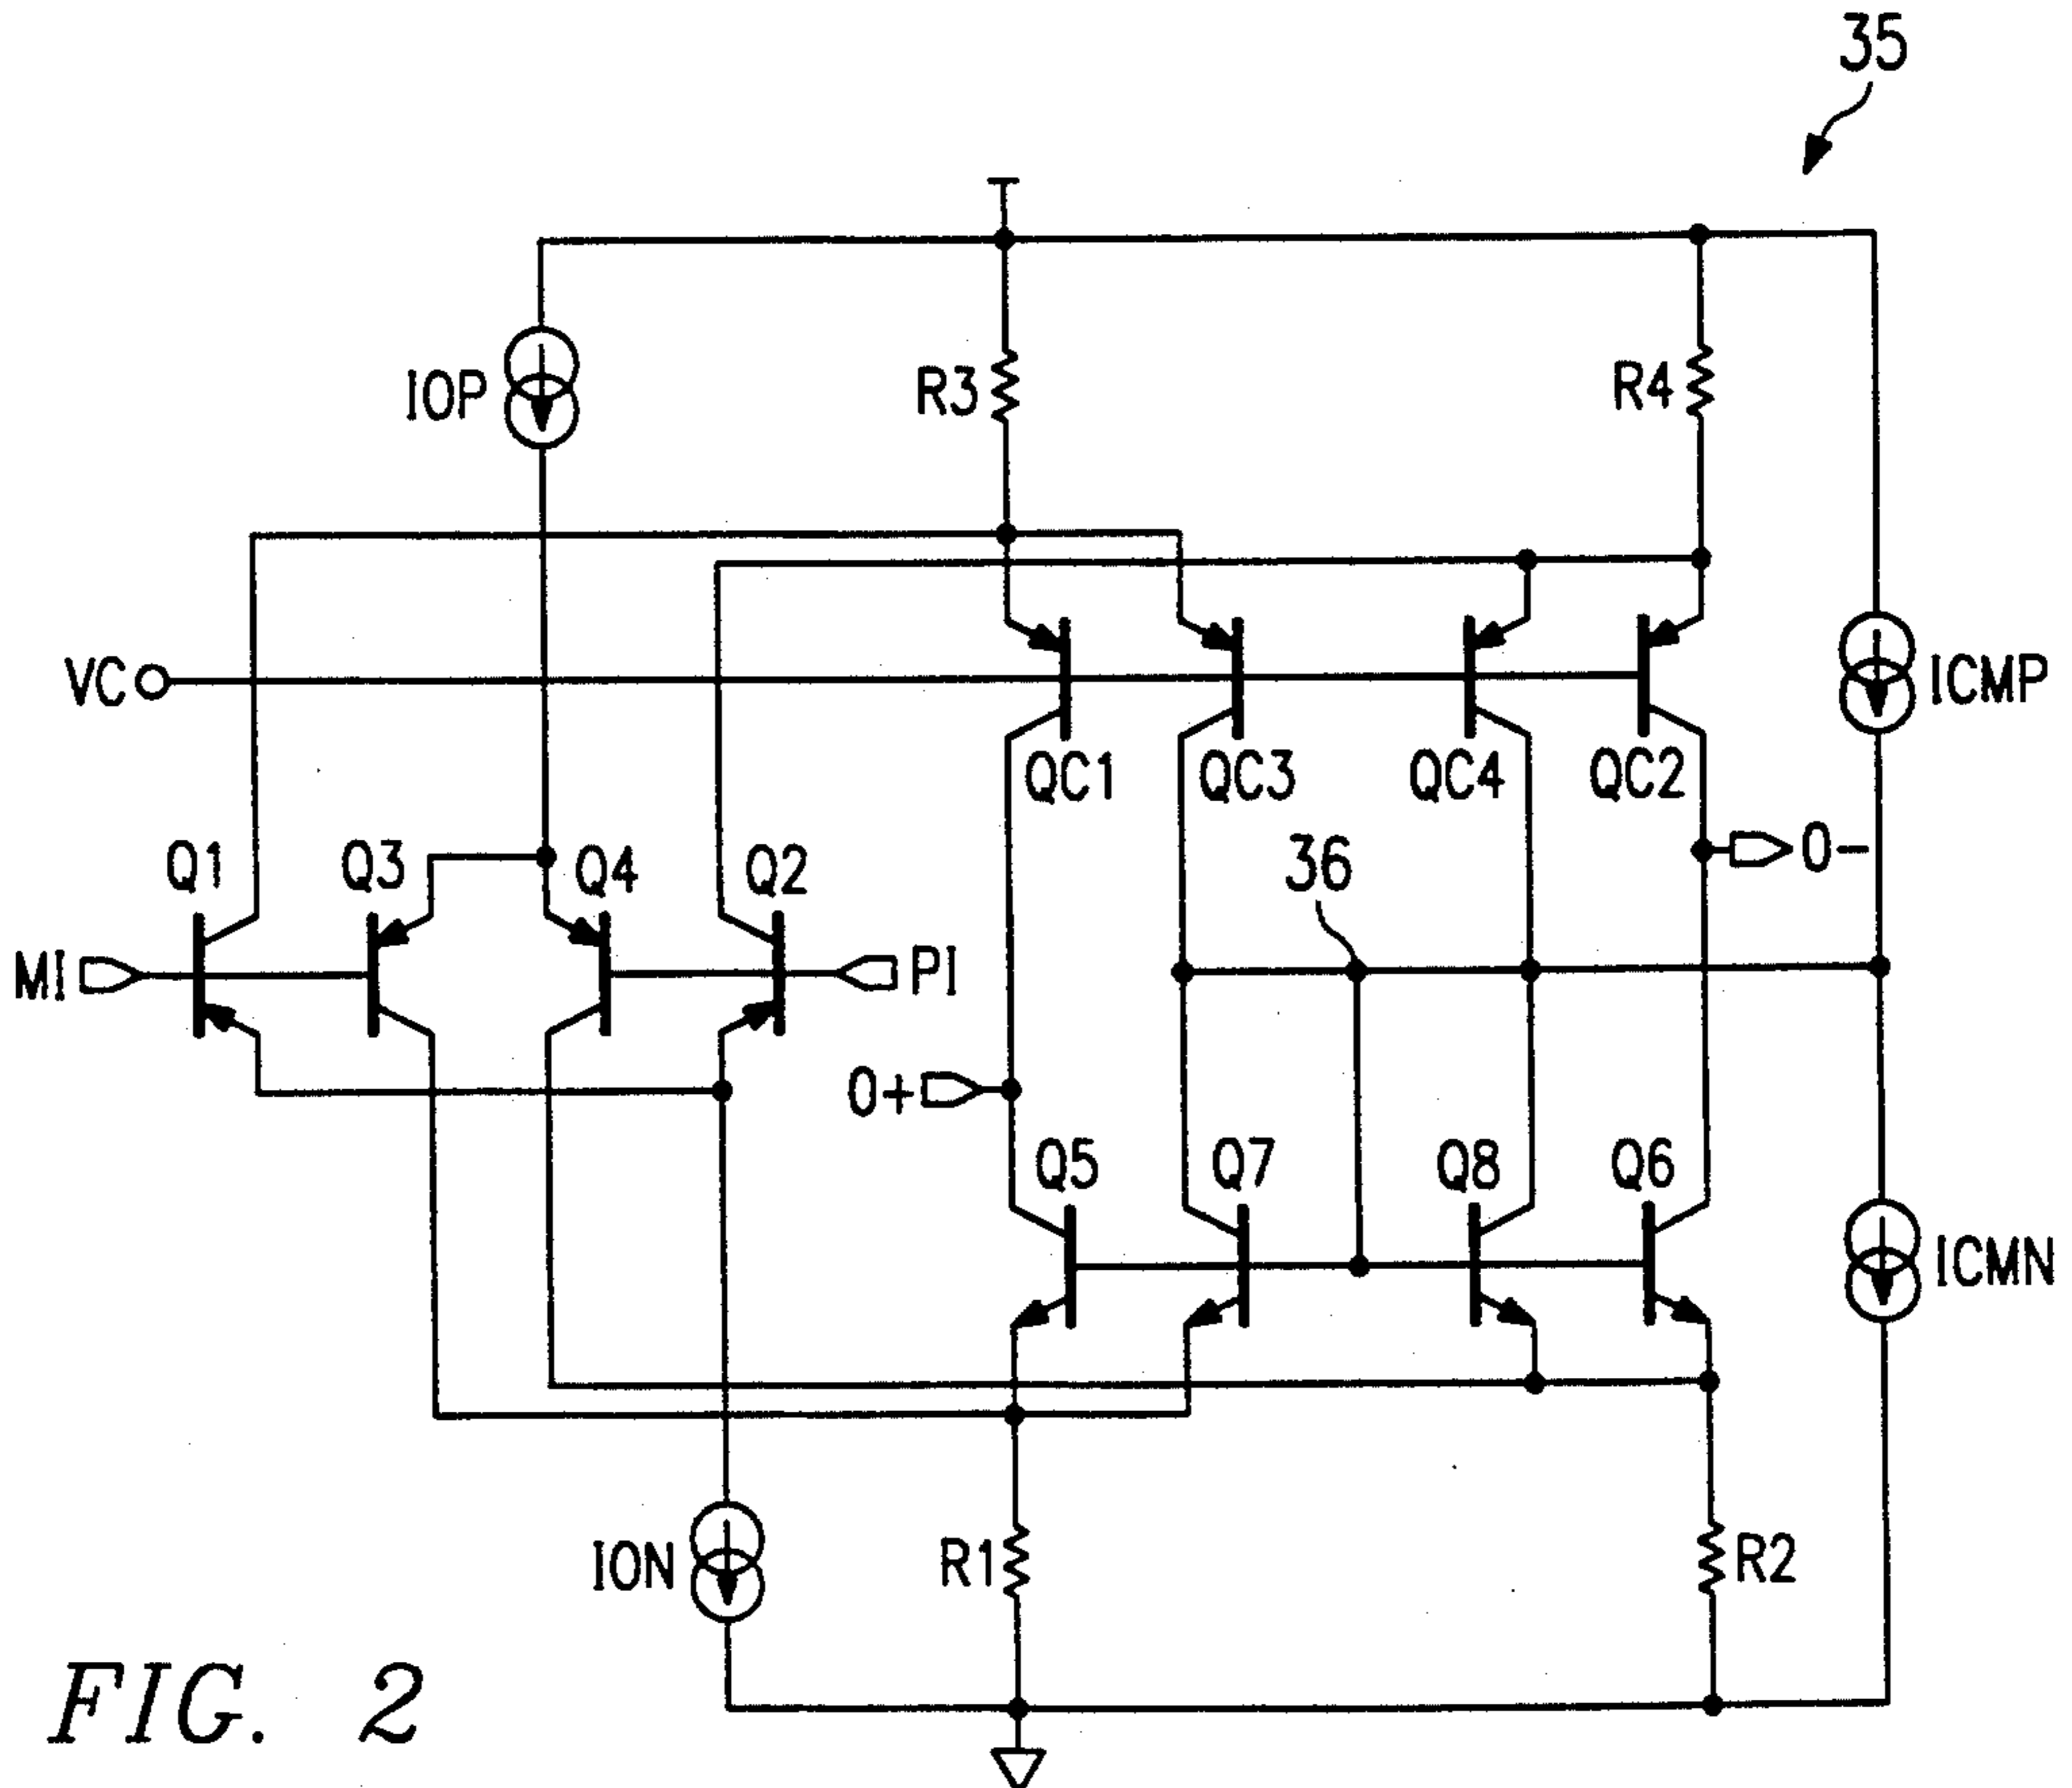 35
IOP
R3
R4
VC
ICMP
QC1
QC3
QC4
QC2
Q1
Q3
Q4
Q2
36
O-
MI
PI
O+
Q5
Q7
Q8
Q6
ICMN
ION
R1
R2
FIG. 2